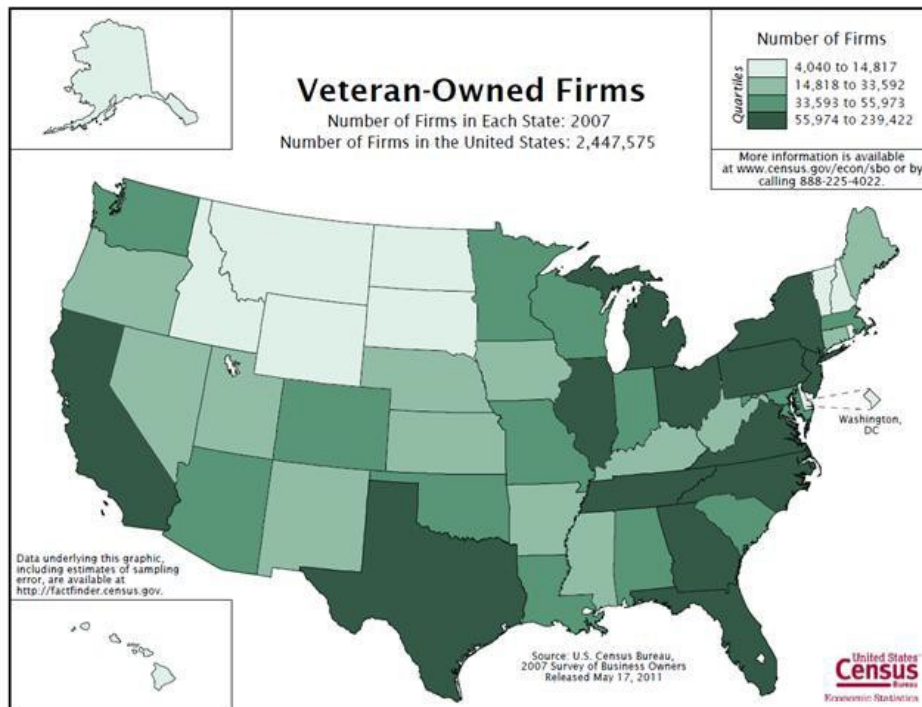 Veteran-Owned Firms
Number of Firms in Each State: 2007
Number of Firms in the United States: 2,447,575
Number of Firms
Quartiles
4,040 to 14,817
14,818 to 33,592
33,593 to 55,973
55,974 to 239,422
More information is available
at www.census.gov/econ/sbo or by
calling 888-225-4022.
Washington,
DC
Data underlying this graphic,
including estimates of sampling
error, are available at
http://factfinder.census.gov.
Source: U.S. Census Bureau,
2007 Survey of Business Owners
Released May 17, 2011
United States
Census
Bureau
Economic Statistics